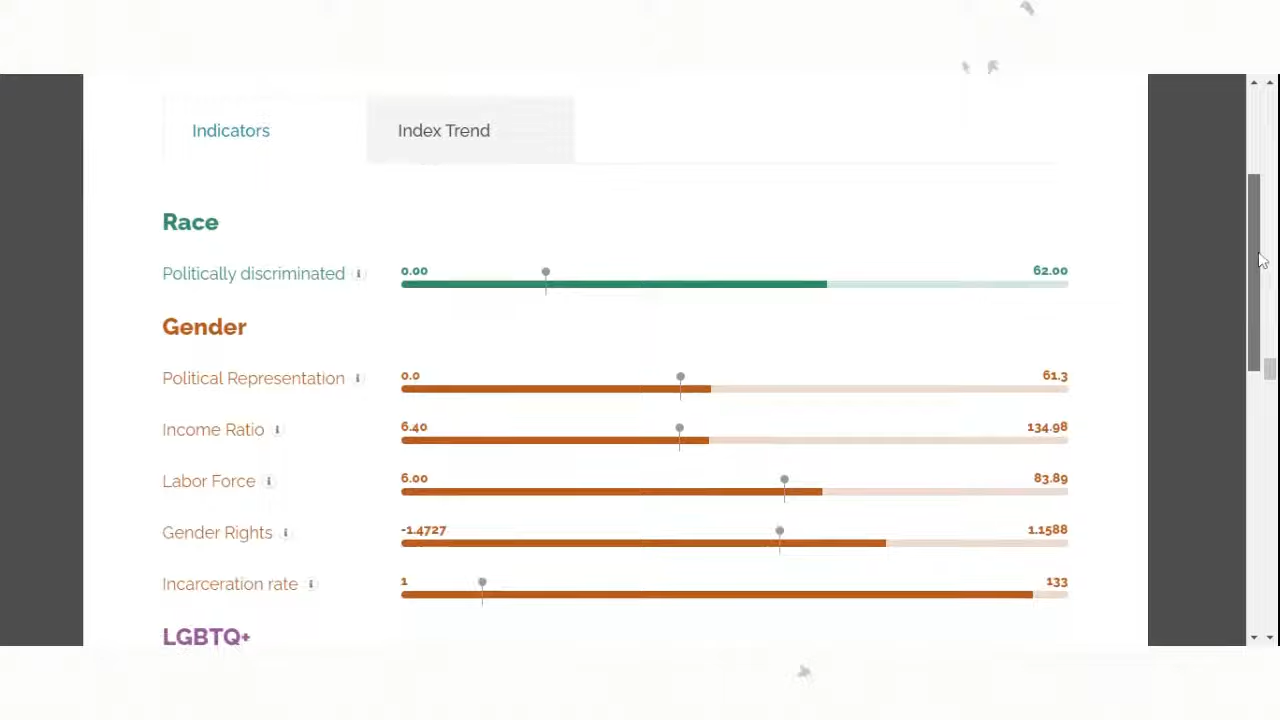 Indicators
Index Trend
Race
Politically discriminated i 0.00 62.00
Gender
Political Representation i 0.0 61.3
Income Ratio i 6.40 134.98
Labor Force i 6.00 83.89
Gender Rights i -1.4727 1.1588
Incarceration rate i 1 133
LGBTQ+